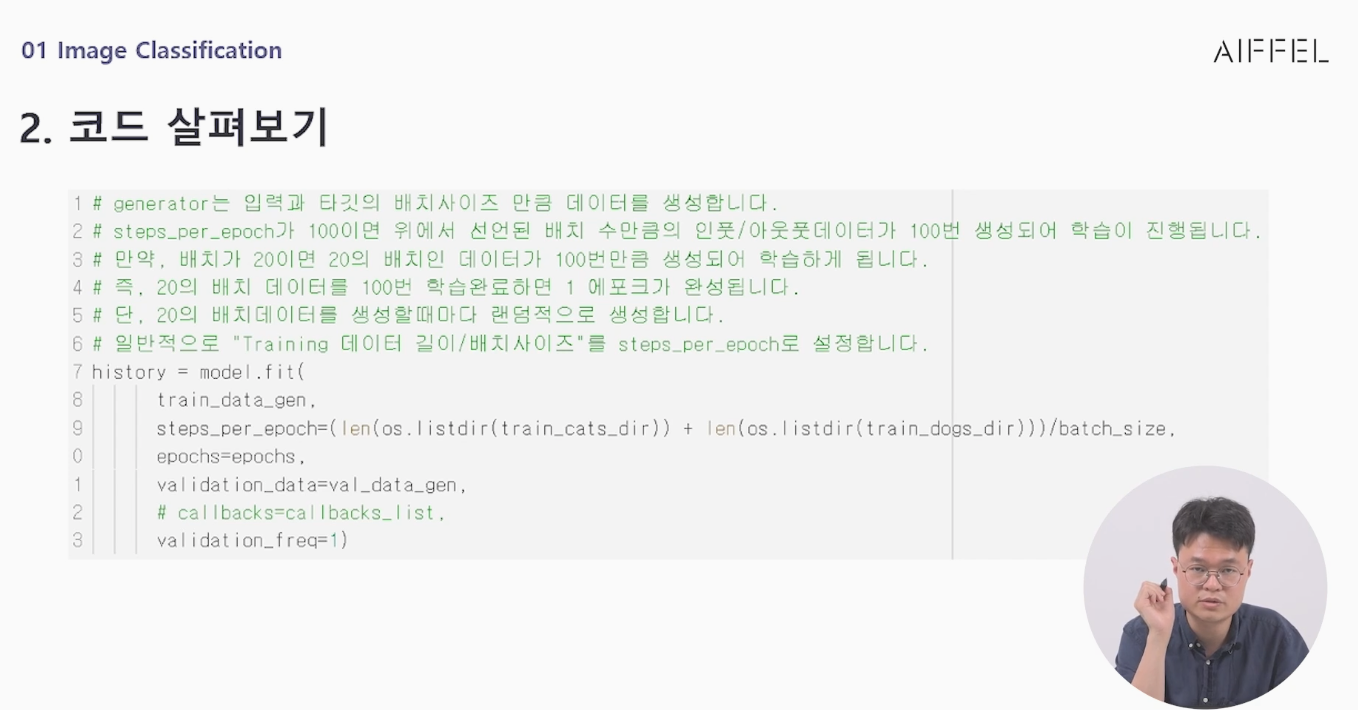 01 Image Classification
AIFFEL
2. 코드 살펴보기
1 # generator는 입력과 타깃의 배치사이즈 만큼 데이터를 생성합니다.
2 # steps_per_epoch가 100이면 위에서 선언된 배치 수만큼의 인풋/아웃풋데이터가 100번 생성되어 학습이 진행됩니다.
3 # 만약, 배치가 20이면 20의 배치인 데이터가 100번만큼 생성되어 학습하게 됩니다.
4 # 즉, 20의 배치 데이터를 100번 학습완료하면 1 에포크가 완성됩니다.
5 # 단, 20의 배치데이터를 생성할때마다 랜덤적으로 생성합니다.
6 # 일반적으로 "Training 데이터 길이/배치사이즈"를 steps_per_epoch로 설정합니다.
7 history = model.fit(
8 train_data_gen,
9 steps_per_epoch=(len(os.listdir(train_cats_dir)) + len(os.listdir(train_dogs_dir)))/batch_size,
0 epochs=epochs,
1 validation_data=val_data_gen,
2 # callbacks=callbacks_list,
3 validation_freq=1)